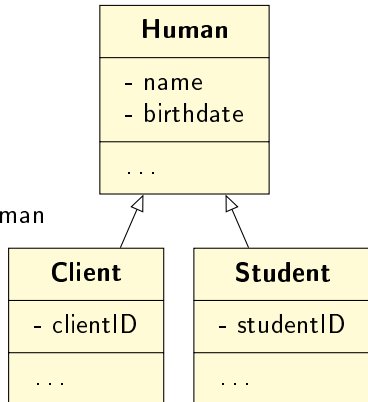 Human
- name
- birthdate
...
man
Client
- clientID
...
Student
- studentID
...